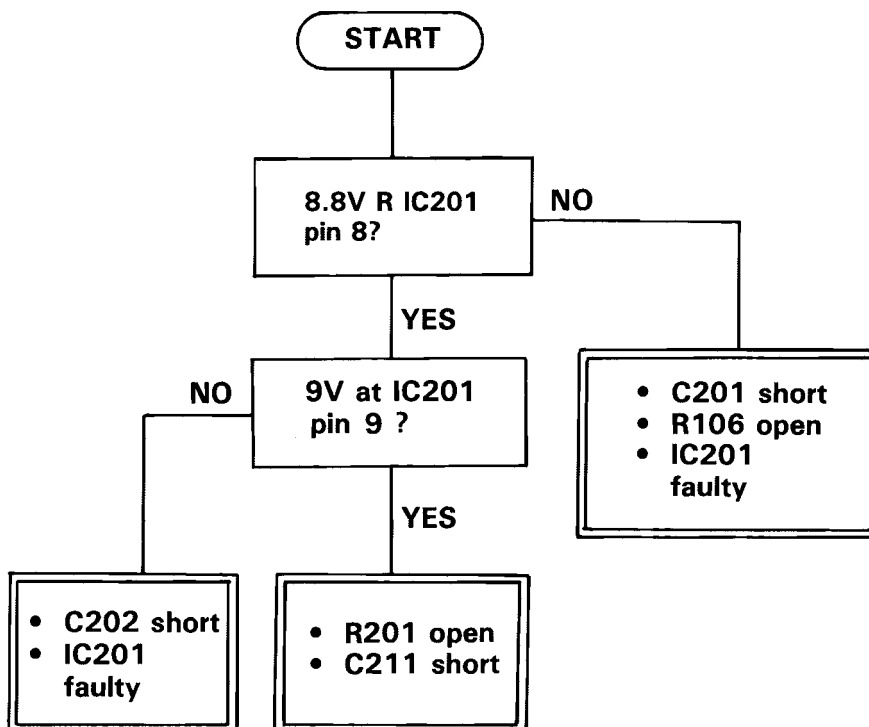 START
8.8V R IC201
pin 8?
NO
YES
NO
9V at IC201
pin 9 ?
• C201 short
• R106 open
• IC201
faulty
YES
• C202 short
• IC201
faulty
• R201 open
• C211 short